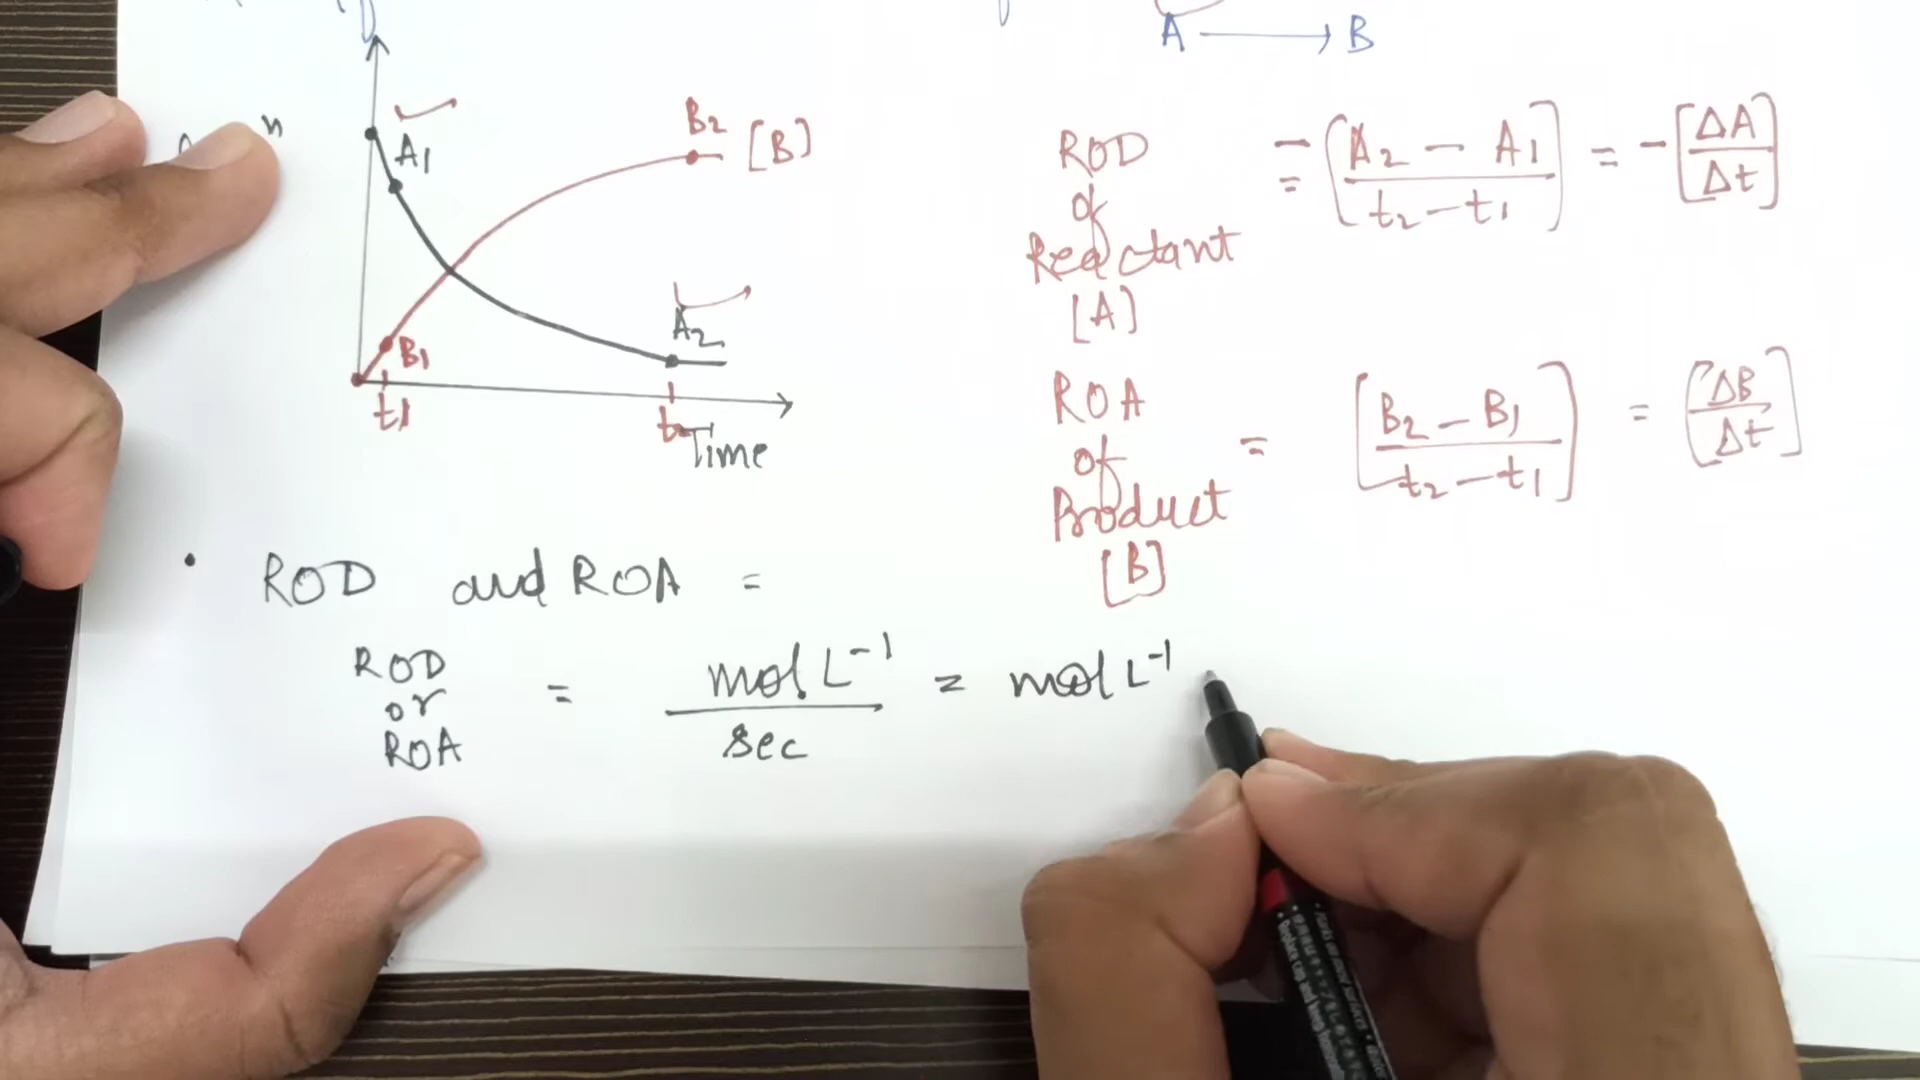 A ⟶ B
n
A1
B2 [B]
A2
B1
t1
t2
Time
ROD of Reactant [A] = - [A2 - A1 / t2 - t1] = - [ΔA / Δt]
ROA of Product [B] = [B2 - B1 / t2 - t1] = [ΔB / Δt]
• ROD and ROA =
ROD or ROA = mol L⁻¹ / sec = mol L⁻¹